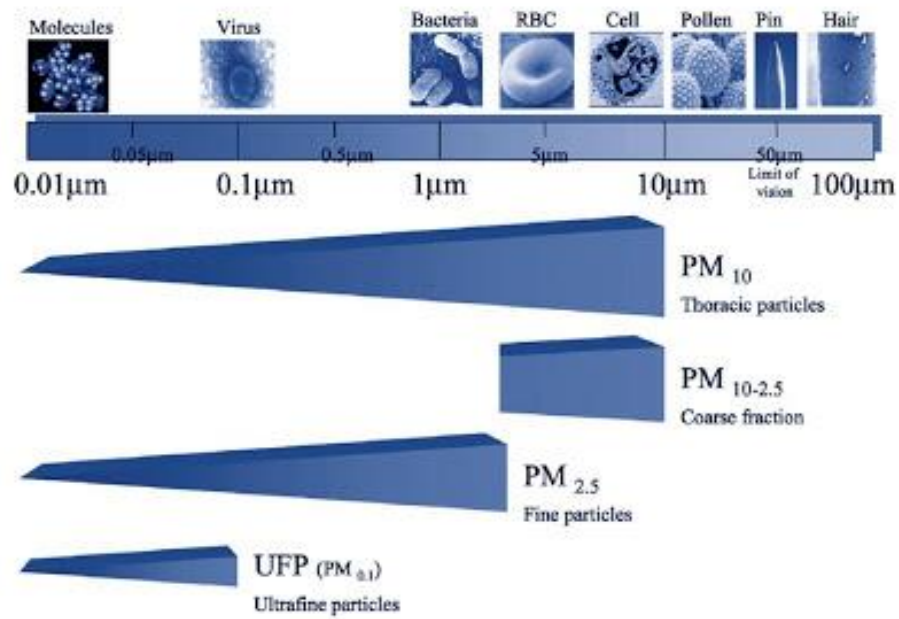 Molecules Virus Bacteria RBC Cell Pollen Pin Hair
0.05µm 0.5µm 5µm 50µm
0.01µm 0.1µm 1µm 10µm Limit of vision 100µm
PM 10
Thoracic particles
PM 10-2.5
Coarse fraction
PM 2.5
Fine particles
UFP (PM 0.1)
Ultrafine particles